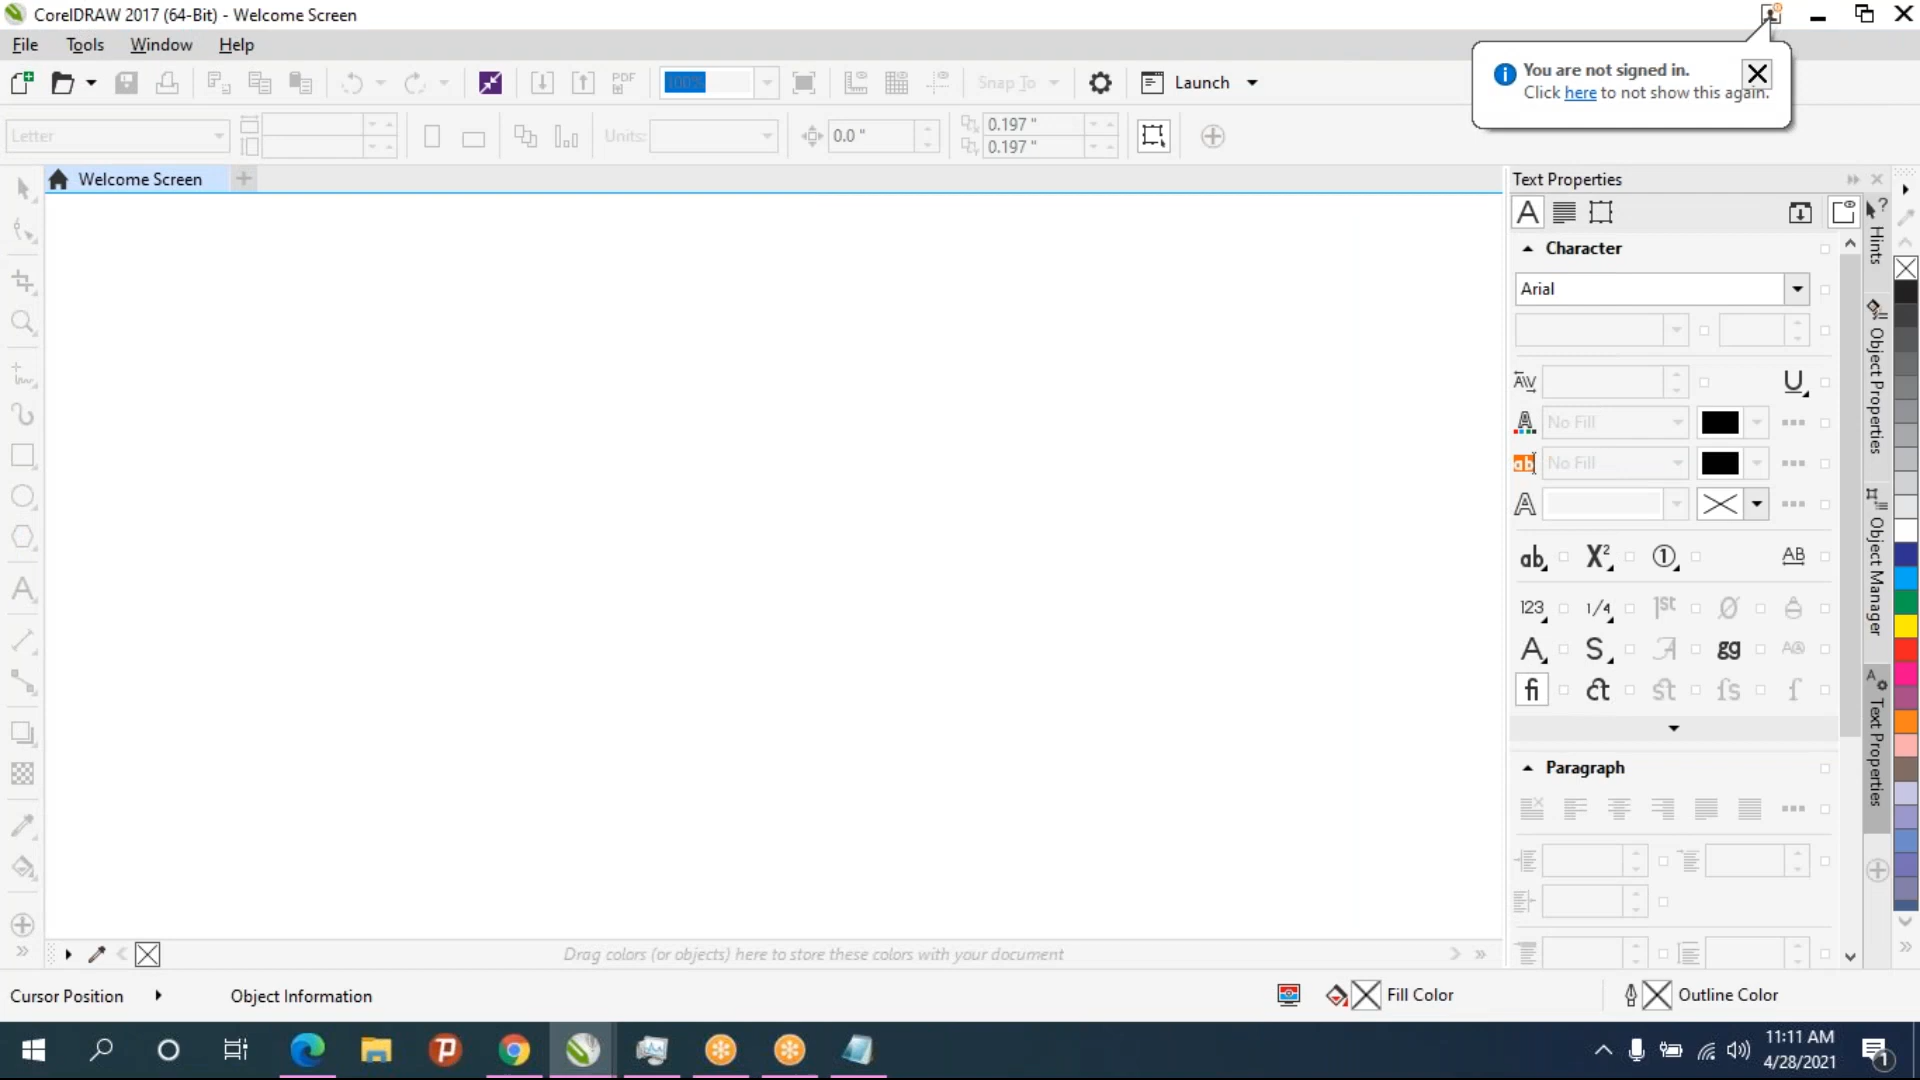 CorelDRAW 2017 (64-Bit) - Welcome Screen
File Tools Window Help
You are not signed in.
Click here to not show this again.
PDF
100%
Snap To
Launch
Letter
Units:
0.0 "
0.197 "
0.197 "
Welcome Screen
Text Properties
Hints
Object Properties
Object Manager
Text Properties
Character
Arial
No Fill
No Fill
Paragraph
Drag colors (or objects) here to store these colors with your document
Cursor Position
Object Information
Fill Color
Outline Color
11:11 AM
4/28/2021
1